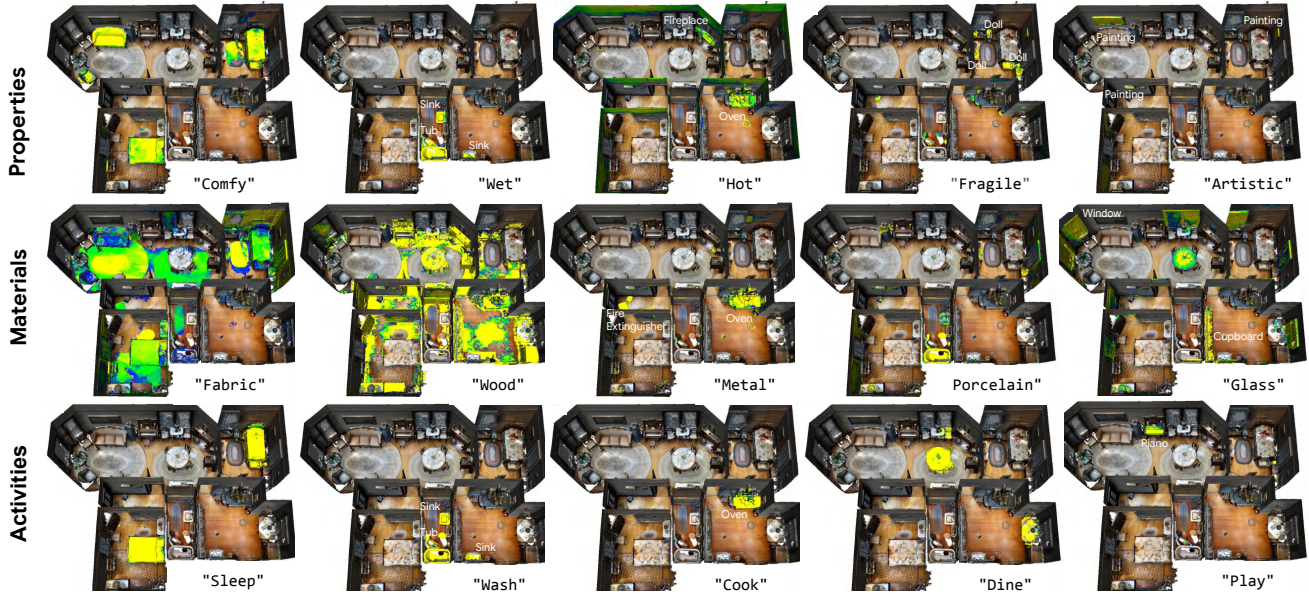 Properties
Fireplace
Doll
Painting
Painting
Doll
Doll
Sink
Painting
Oven
Tub
Sink
"Comfy"
"Wet"
"Hot"
"Fragile"
"Artistic"
Materials
Window
Fire
Extinguisher
Oven
Cupboard
"Fabric"
"Wood"
"Metal"
Porcelain"
"Glass"
Activities
Piano
Sink
Oven
Tub
Sink
"Sleep"
"Wash"
"Cook"
"Dine"
"Play"